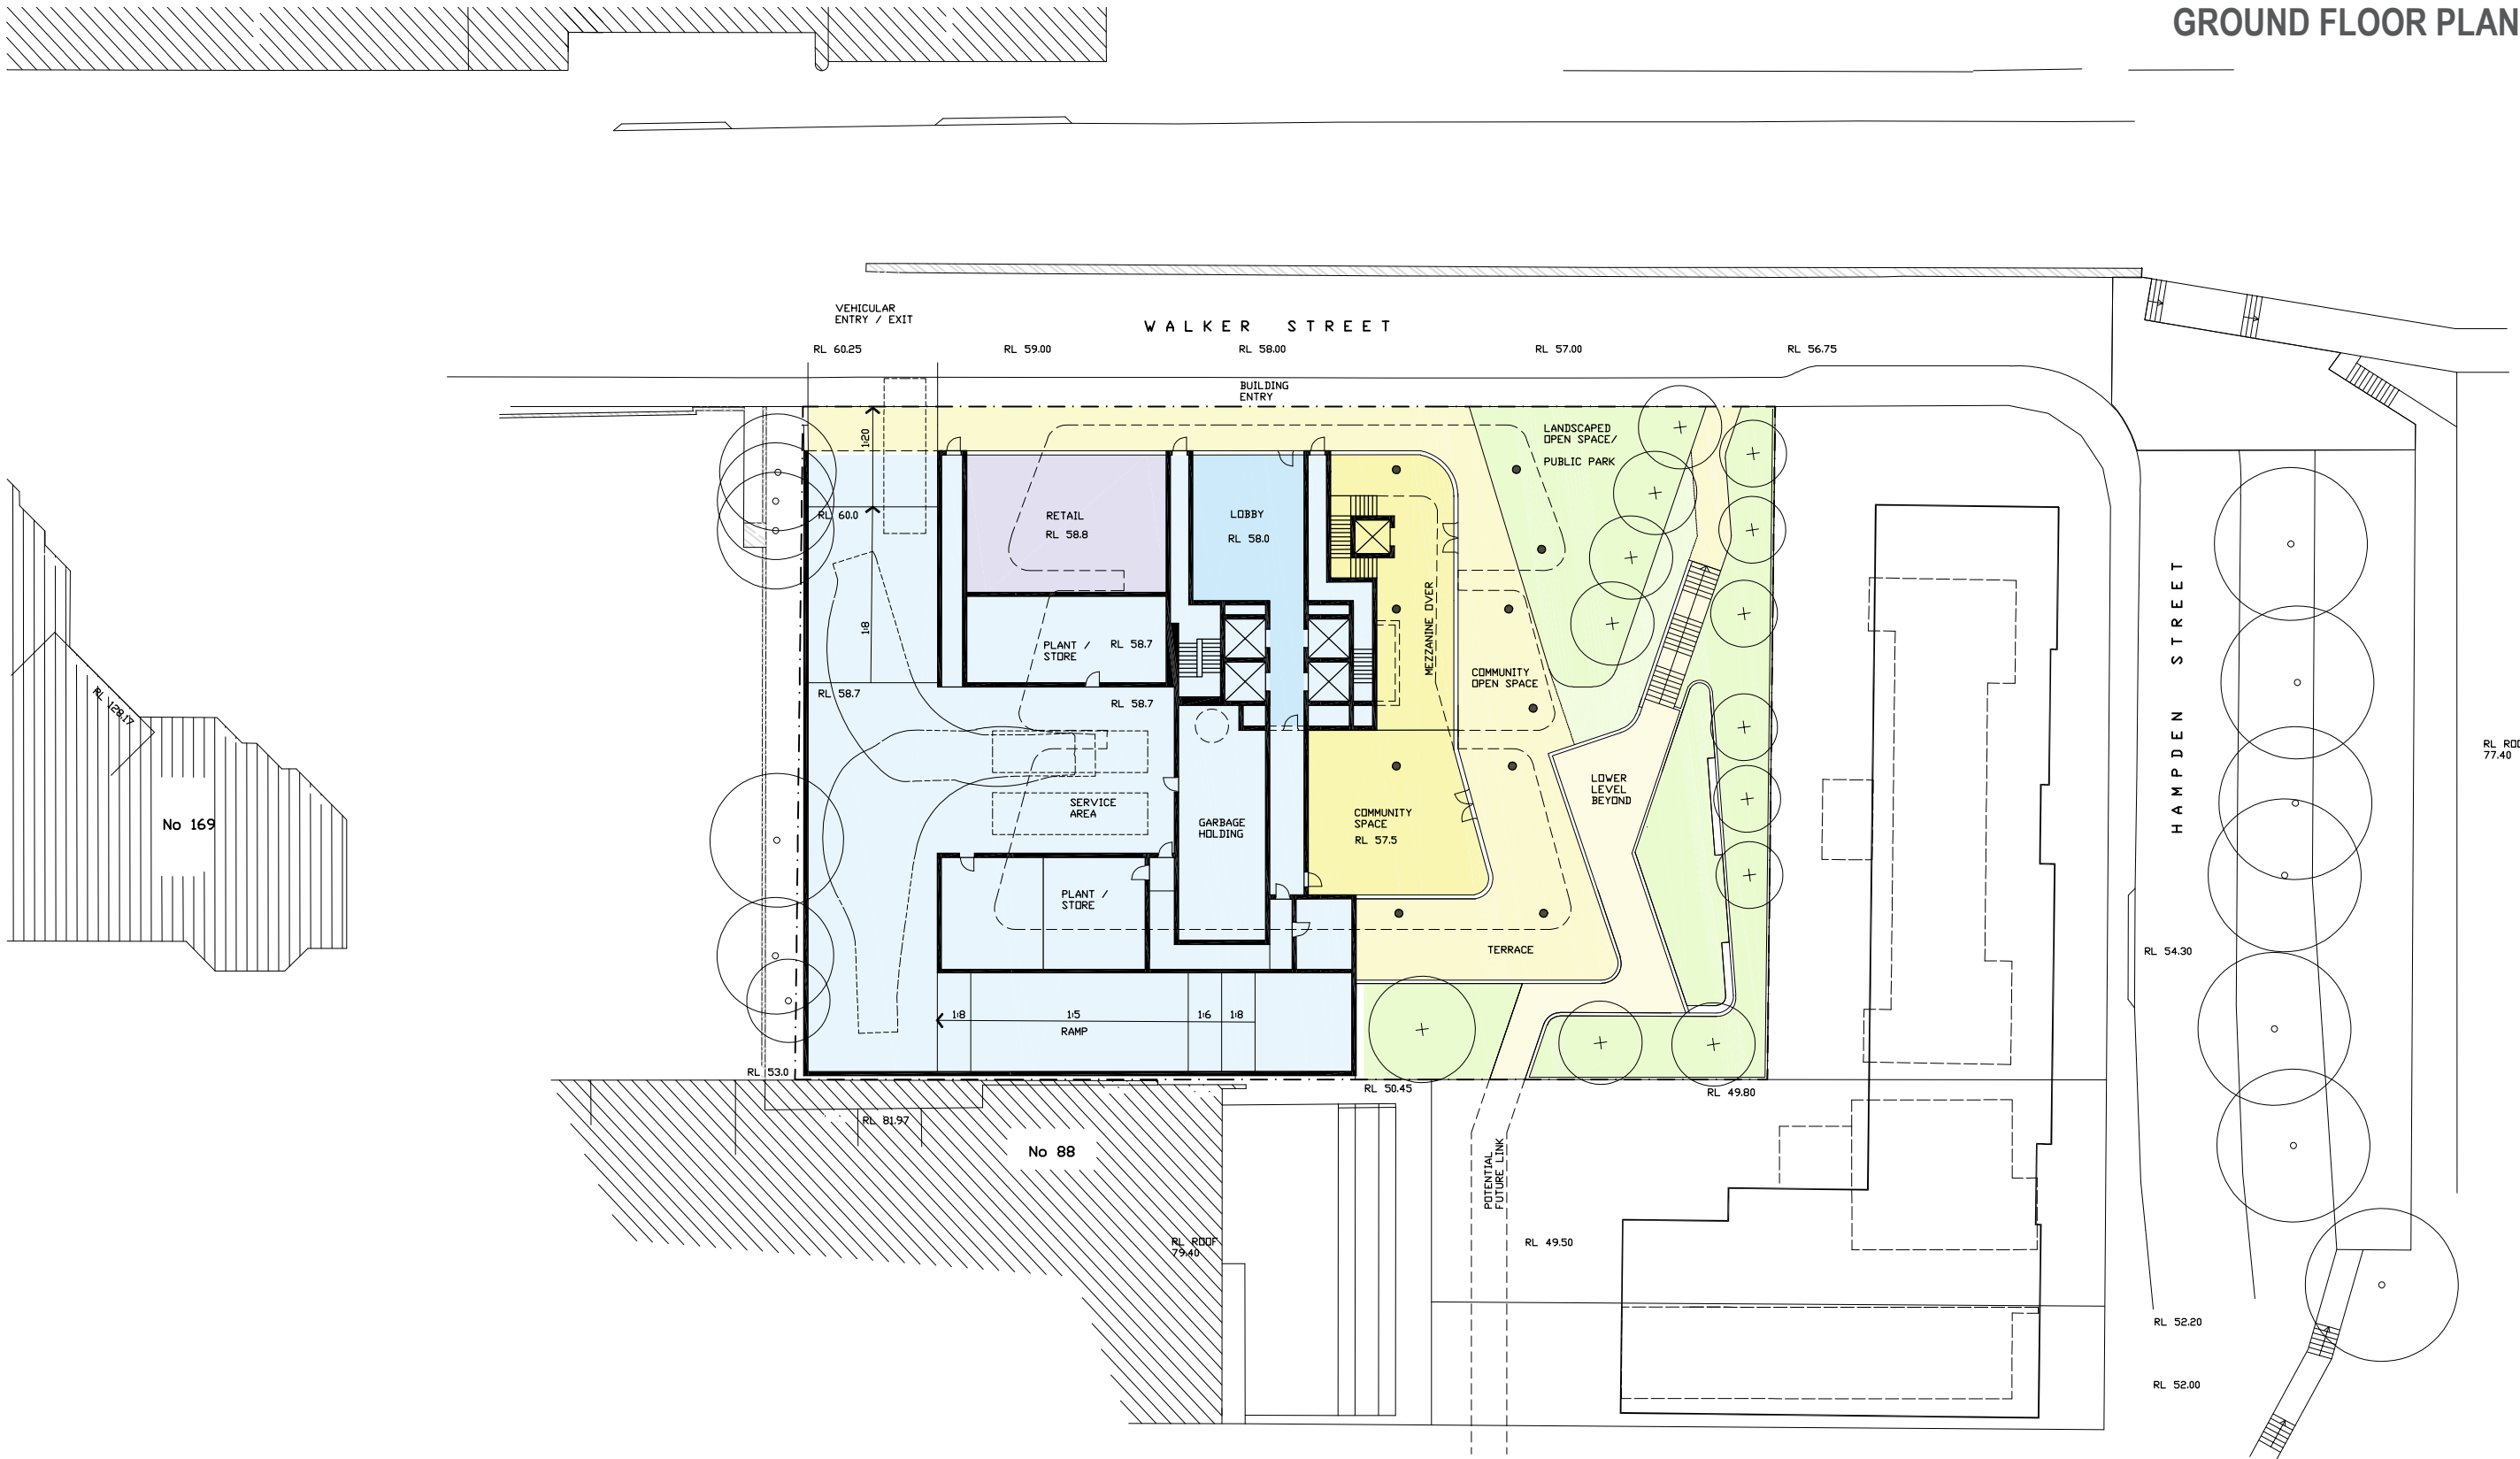 GROUND FLOOR PLAN
VEHICULAR
ENTRY / EXIT
WALKER STREET
RL 60.25
RL 59.00
RL 58.00
RL 57.00
RL 56.75
BUILDING
ENTRY
1:20
LANDSCAPED
OPEN SPACE/
PUBLIC PARK
RL 60.0
RETAIL
RL 58.8
LOBBY
RL 58.0
1:8
MEZZANINE OVER
HAMPDEN STREET
PLANT /
STORE
RL 58.7
COMMUNITY
OPEN SPACE
RL 58.7
RL 58.7
RL 128.17
RL ROO
77.40
LOWER
LEVEL
BEYOND
SERVICE
AREA
No 169
GARBAGE
HOLDING
COMMUNITY
SPACE
RL 57.5
PLANT /
STORE
TERRACE
RL 54.30
1:8
1:5
1:6
1:8
RAMP
RL 53.0
RL 50.45
RL 49.80
RL 81.97
No 88
POTENTIAL
FUTURE LINK
RL ROOF
79.40
RL 49.50
RL 52.20
RL 52.00